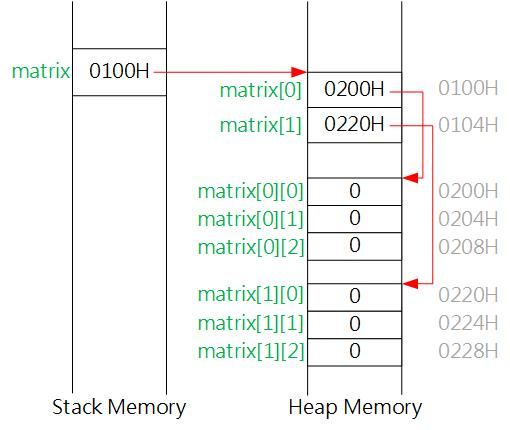 matrix 0100H
matrix[0] 0200H 0100H
matrix[1] 0220H 0104H
matrix[0][0] 0 0200H
matrix[0][1] 0 0204H
matrix[0][2] 0 0208H
matrix[1][0] 0 0220H
matrix[1][1] 0 0224H
matrix[1][2] 0 0228H
Stack Memory Heap Memory